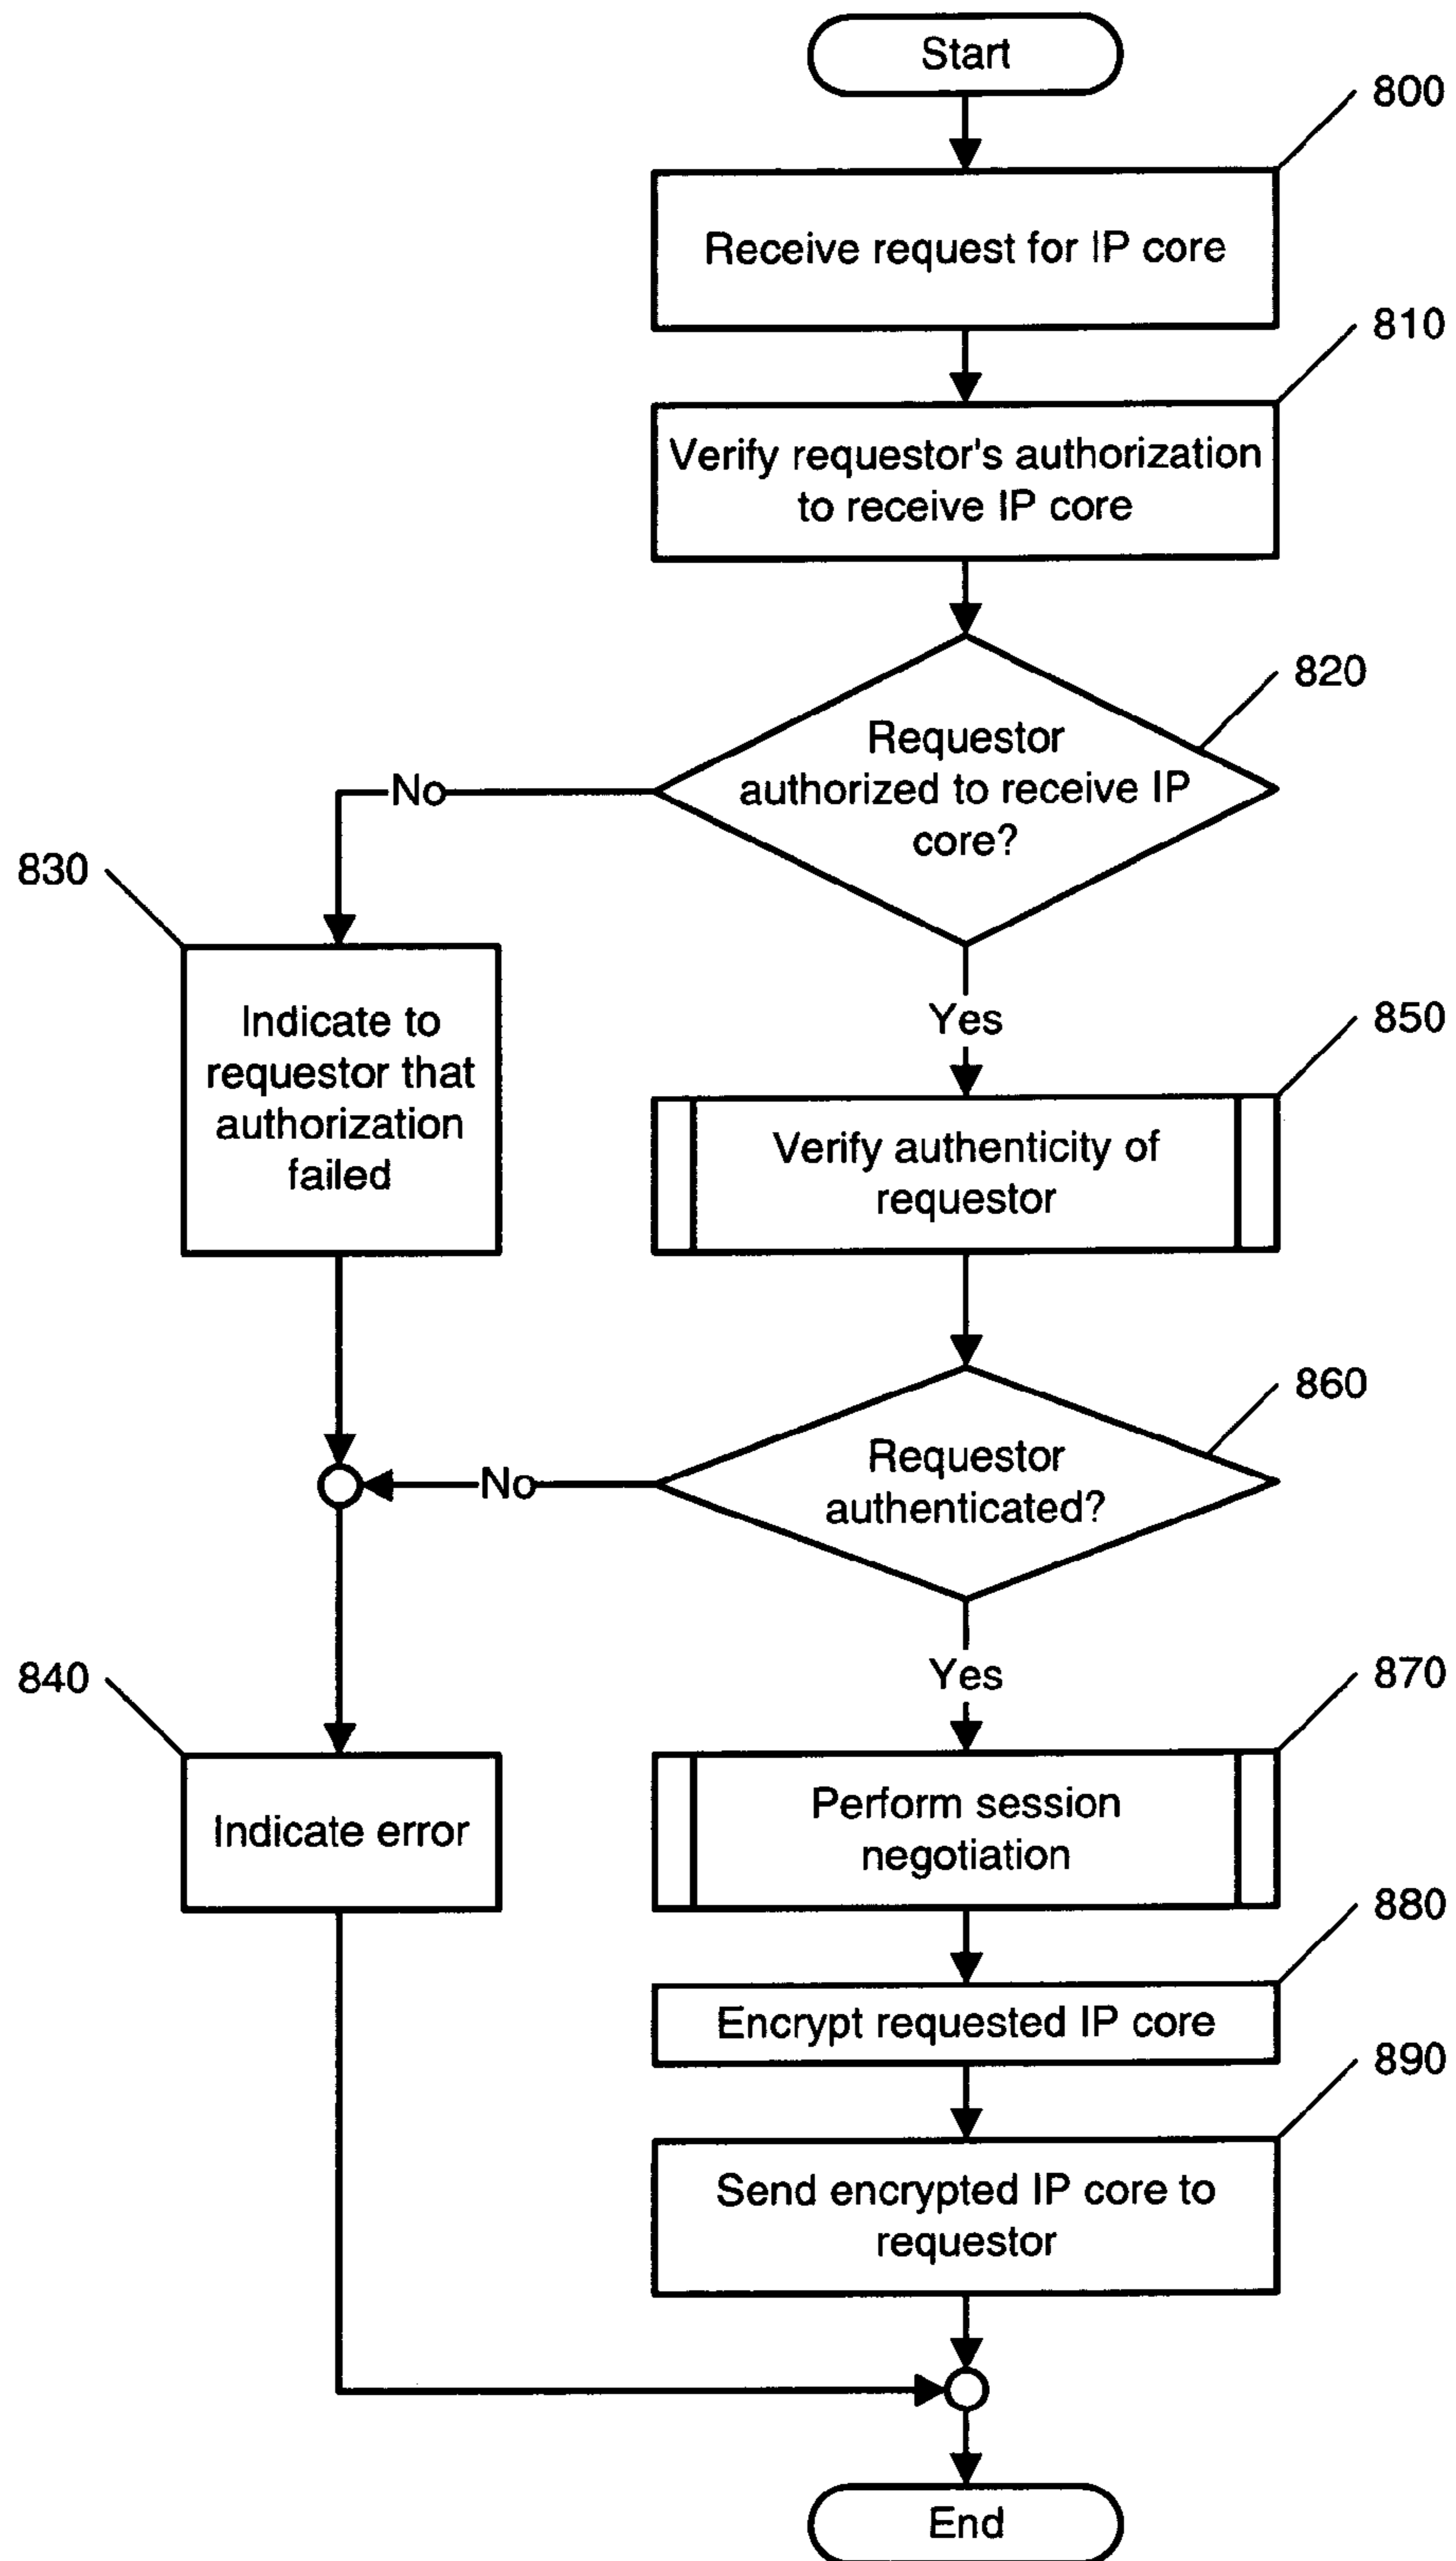 Start
800
Receive request for IP core
810
Verify requestor's authorization
to receive IP core
820
Requestor
authorized to receive IP
core?
No
830
Indicate to
requestor that
authorization
failed
Yes
850
Verify authenticity of
requestor
860
Requestor
authenticated?
No
Yes
840
Indicate error
870
Perform session
negotiation
880
Encrypt requested IP core
890
Send encrypted IP core to
requestor
End